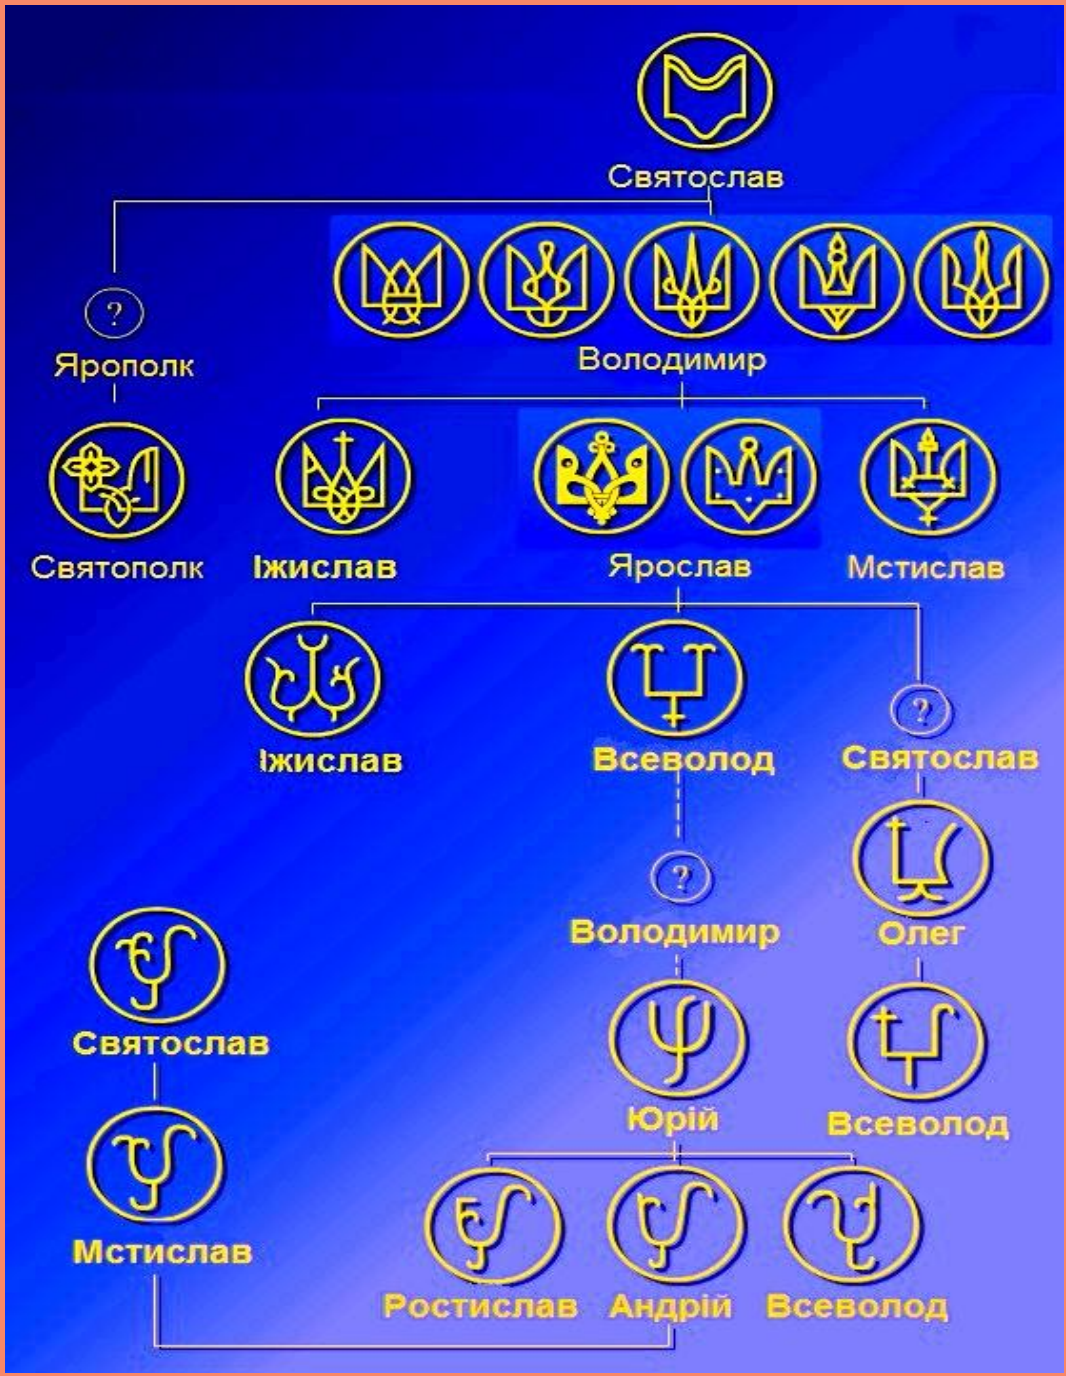 Святослав
?
Ярополк
Володимир
Святополк
Іжислав
Ярослав
Мстислав
Іжислав
Всеволод
?
Святослав
?
Володимир
Олег
Святослав
Юрій
Всеволод
Мстислав
Ростислав
Андрій
Всеволод